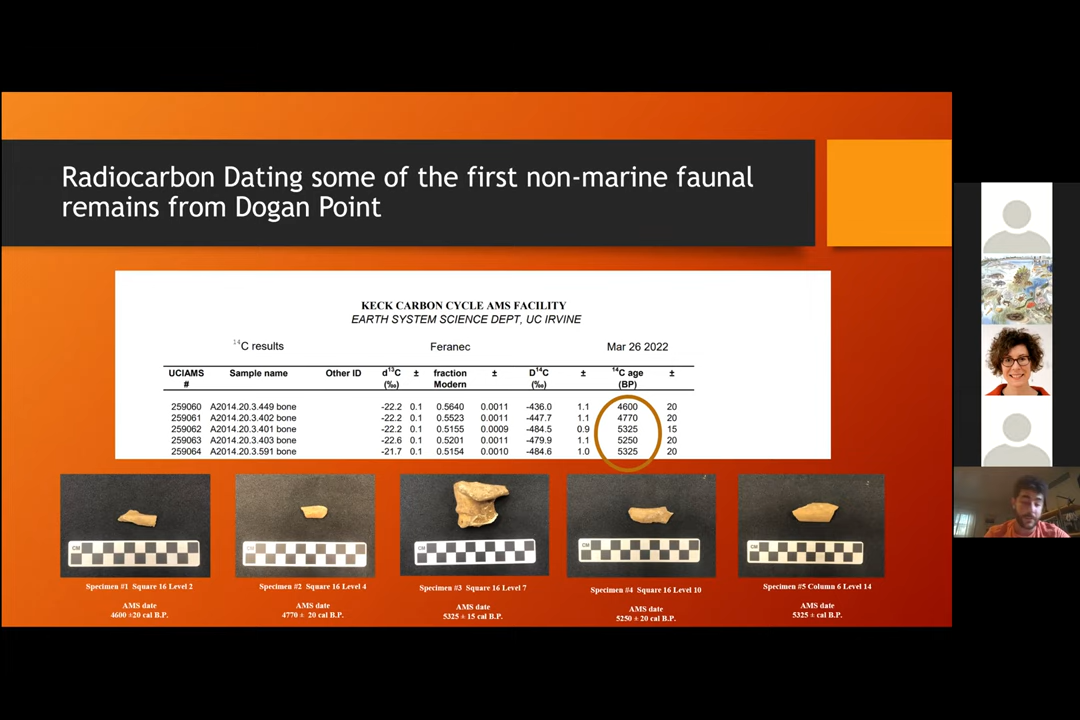 Radiocarbon Dating some of the first non-marine faunal
remains from Dogan Point
KECK CARBON CYCLE AMS FACILITY
EARTH SYSTEM SCIENCE DEPT, UC IRVINE
14C results Feranec Mar 26 2022
UCIAMS Sample name Other ID d13C ± fraction ± D14C ± 14C age ±
# (‰) Modern (‰) (BP)
259060 A2014.20.3.449 bone -22.2 0.1 0.5640 0.0011 -436.0 1.1 4600 20
259061 A2014.20.3.402 bone -22.2 0.1 0.5523 0.0011 -447.7 1.1 4770 20
259062 A2014.20.3.401 bone -22.2 0.1 0.5155 0.0009 -484.5 0.9 5325 15
259063 A2014.20.3.403 bone -22.6 0.1 0.5201 0.0011 -479.9 1.1 5250 20
259064 A2014.20.3.591 bone -21.7 0.1 0.5154 0.0010 -484.6 1.0 5325 20
CM
CM
CM
CM
CM
Specimen #1 Square 16 Level 2
AMS date
4600 ±20 cal B.P.
Specimen #2 Square 16 Level 4
AMS date
4770 ± 20 cal B.P.
Specimen #3 Square 16 Level 7
AMS date
5325 ± 15 cal B.P.
Specimen #4 Square 16 Level 10
AMS date
5250 ± 20 cal B.P.
Specimen #5 Column 6 Level 14
AMS date
5325 ± cal B.P.